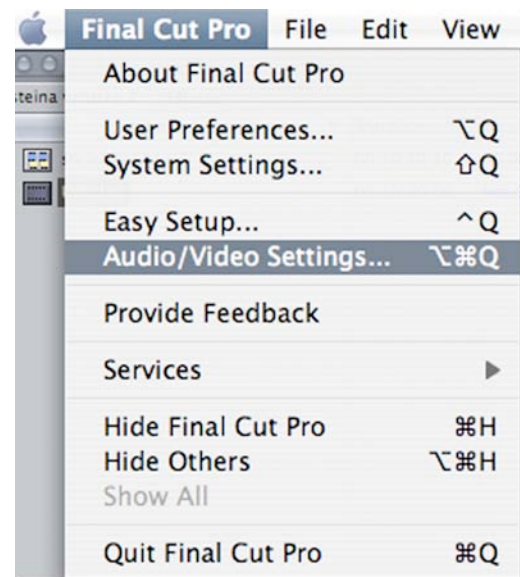 Final Cut Pro File Edit View
About Final Cut Pro
steina
User Preferences... ⌥Q
System Settings... ⇧Q
Easy Setup... ^Q
Audio/Video Settings... ⌥⌘Q
Provide Feedback
Services ▶
Hide Final Cut Pro ⌘H
Hide Others ⌥⌘H
Show All
Quit Final Cut Pro ⌘Q